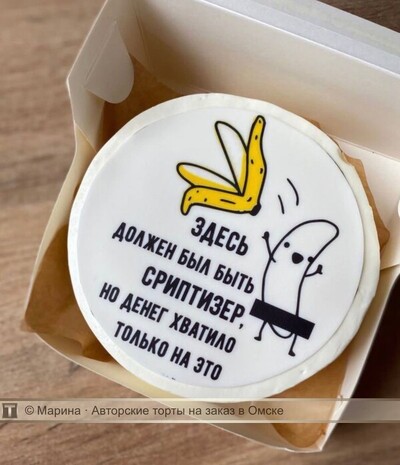 ЗДЕСЬ
ДОЛЖЕН БЫЛ БЫТЬ
СРИПТИЗЕР,
НО ДЕНЕГ ХВАТИЛО
ТОЛЬКО НА ЭТО
T © Марина · Авторские торты на заказ в Омске